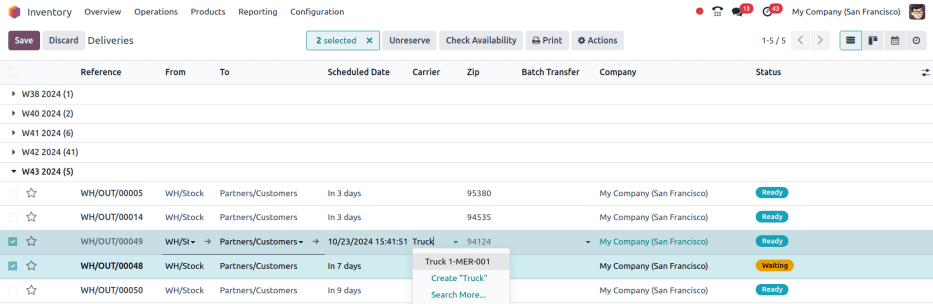 Inventory Overview Operations Products Reporting Configuration 13 43 My Company (San Francisco)
Save Discard Deliveries 2 selected × Unreserve Check Availability Print Actions 1-5 / 5
Reference From To Scheduled Date Carrier Zip Batch Transfer Company Status
W38 2024 (1)
W40 2024 (2)
W41 2024 (6)
W42 2024 (41)
W43 2024 (5)
WH/OUT/00005 WH/Stock Partners/Customers In 3 days 95380 My Company (San Francisco) Ready
WH/OUT/00014 WH/Stock Partners/Customers In 3 days 94535 My Company (San Francisco) Ready
WH/OUT/00049 WH/St Partners/Customers 10/23/2024 15:41:51 Truck 94124 My Company (San Francisco) Ready
WH/OUT/00048 WH/Stock Partners/Customers In 7 days My Company (San Francisco) Waiting
Truck 1-MER-001
Create "Truck"
Search More...
WH/OUT/00050 WH/Stock Partners/Customers In 9 days My Company (San Francisco) Ready